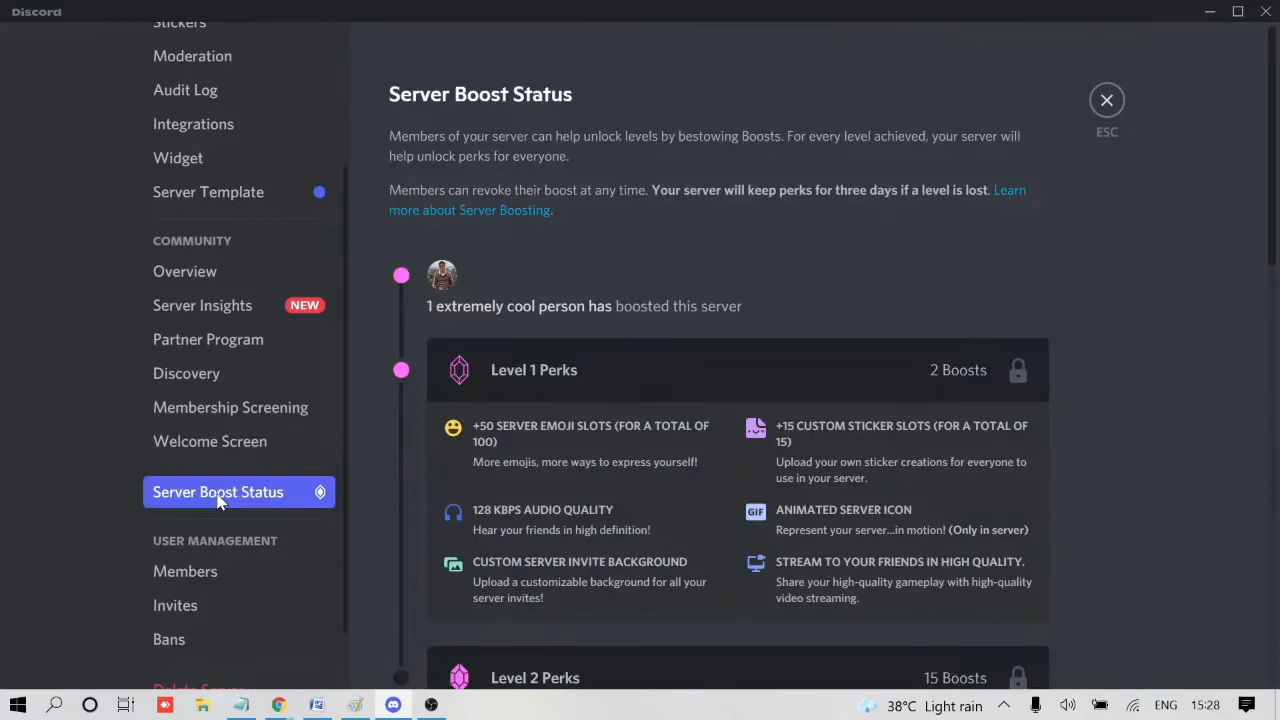 Discord
Stickers
Moderation
Audit Log
Integrations
Widget
Server Template
COMMUNITY
Overview
Server Insights NEW
Partner Program
Discovery
Membership Screening
Welcome Screen
Server Boost Status
USER MANAGEMENT
Members
Invites
Bans
Delete Server
Server Boost Status
ESC
Members of your server can help unlock levels by bestowing Boosts. For every level achieved, your server will
help unlock perks for everyone.
Members can revoke their boost at any time. Your server will keep perks for three days if a level is lost. Learn
more about Server Boosting.
1 extremely cool person has boosted this server
Level 1 Perks 2 Boosts
+50 SERVER EMOJI SLOTS (FOR A TOTAL OF
100)
More emojis, more ways to express yourself!
+15 CUSTOM STICKER SLOTS (FOR A TOTAL OF
15)
Upload your own sticker creations for everyone to
use in your server.
128 KBPS AUDIO QUALITY
Hear your friends in high definition!
GIF ANIMATED SERVER ICON
Represent your server...in motion! (Only in server)
CUSTOM SERVER INVITE BACKGROUND
Upload a customizable background for all your
server invites!
STREAM TO YOUR FRIENDS IN HIGH QUALITY.
Share your high-quality gameplay with high-quality
video streaming.
Level 2 Perks 15 Boosts
38°C Light rain ENG 15:28